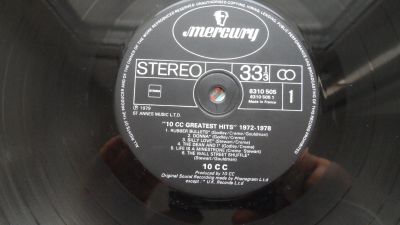 mercury
STEREO 33 1/3
6310 505
6310 505 1
Made in France
1
℗ 1979
ST ANNES MUSIC L.T.D.
"10 CC GREATEST HITS" 1972-1978
1. RUBBER BULLETS* (Godley/Creme/Gouldman)
2. DONNA* (Godley/Creme)
3. SILLY LOVE* (Stewart/Creme)
4. THE DEAN AND I* (Godley/Creme)
5. LIFE IS A MINESTRONE (Creme-Stewart)
6. THE WALL STREET SHUFFLE*
(Stewart/Gouldman)
10 CC
Produced by 10 CC
Original Sound Recording made by Phonogram Ltd
except : * U.K. Records Ltd